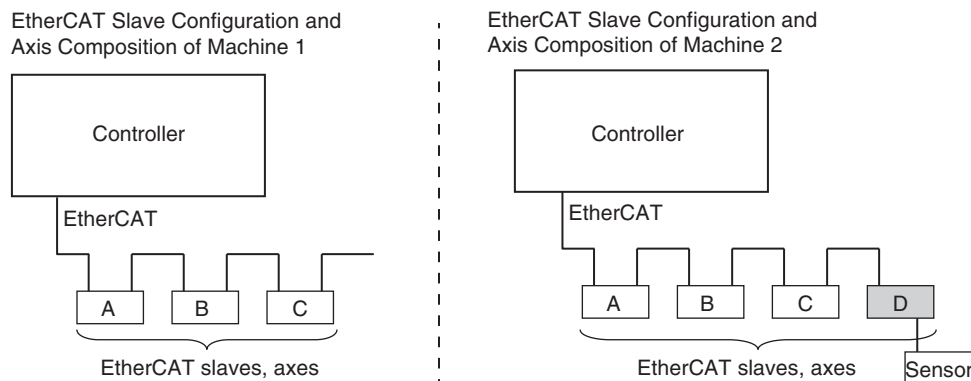 EtherCAT Slave Configuration and
Axis Composition of Machine 1
Controller
EtherCAT
A
B
C
EtherCAT slaves, axes
EtherCAT Slave Configuration and
Axis Composition of Machine 2
Controller
EtherCAT
A
B
C
D
EtherCAT slaves, axes
Sensor